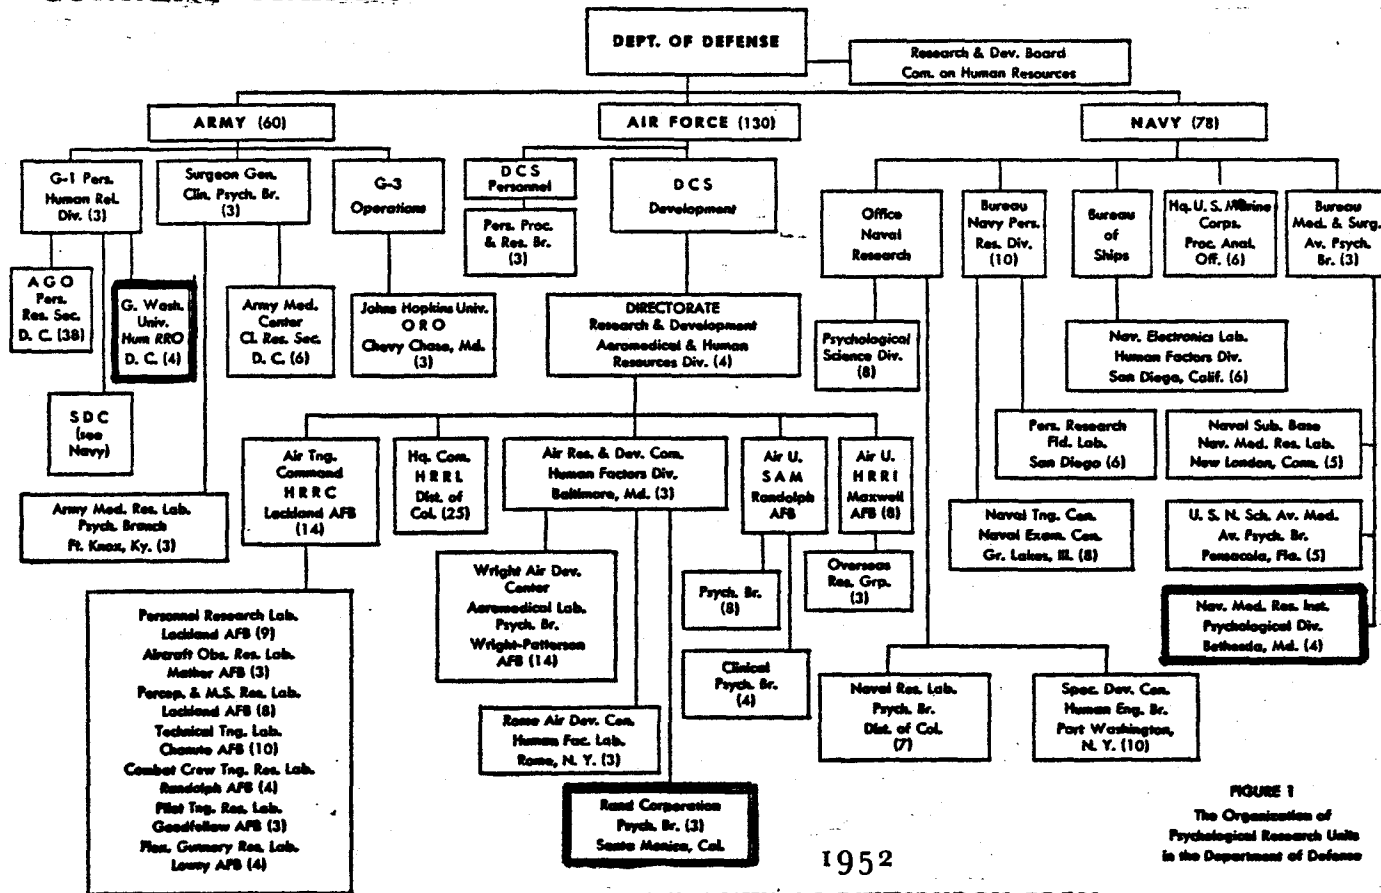 DEPT. OF DEFENSE
Research & Dev. Board
Com. on Human Resources
ARMY (60)
AIR FORCE (130)
NAVY (78)
G-1 Pers.
Human Rel.
Div. (3)
Surgeon Gen.
Clin. Psych. Br.
(3)
G-3
Operations
D C S
Personnel
D C S
Development
Pers. Proc.
& Res. Br.
(3)
Office
Naval
Research
Bureau
Navy Pers.
Res. Div.
(10)
Bureau
of
Ships
Hq. U. S. Marine
Corps.
Proc. Anal.
Off. (6)
Bureau
Med. & Surg.
Av. Psych.
Br. (3)
A G O
Pers.
Res. Sec.
D. C. (38)
G. Wash.
Univ.
Hum RRO
D. C. (4)
Army Med.
Center
Cl. Res. Sec.
D. C. (6)
Johns Hopkins Univ.
O R O
Chevy Chase, Md.
(3)
DIRECTORATE
Research & Development
Aeromedical & Human
Resources Div. (4)
Psychological
Science Div.
(8)
Nav. Electronics Lab.
Human Factors Div.
San Diego, Calif. (6)
S D C
(see
Navy)
Air Tng.
Command
H R R C
Lackland AFB
(14)
Hq. Com.
H R R L
Dist. of
Col. (25)
Air Res. & Dev. Com.
Human Factors Div.
Baltimore, Md. (3)
Air U.
S A M
Randolph
AFB
Air U.
H R R I
Maxwell
AFB (8)
Pers. Research
Fld. Lab.
San Diego (6)
Naval Sub. Base
Nav. Med. Res. Lab.
New London, Conn. (5)
Army Med. Res. Lab.
Psych. Branch
Ft. Knox, Ky. (3)
Naval Tng. Cen.
Naval Exam. Cen.
Gr. Lakes, Ill. (8)
U. S. N. Sch. Av. Med.
Av. Psych. Br.
Pensacola, Fla. (5)
Wright Air Dev.
Center
Aeromedical Lab.
Psych. Br.
Wright-Patterson
AFB (14)
Psych. Br.
(8)
Overseas
Res. Grp.
(3)
Nav. Med. Res. Inst.
Psychological Div.
Bethesda, Md. (4)
Personnel Research Lab.
Lackland AFB (9)
Aircraft Obs. Res. Lab.
Mather AFB (3)
Percep. & M.S. Res. Lab.
Lackland AFB (8)
Technical Tng. Lab.
Chanute AFB (10)
Combat Crew Tng. Res. Lab.
Randolph AFB (4)
Pilot Tng. Res. Lab.
Goodfellow AFB (3)
Flex. Gunnery Res. Lab.
Lowry AFB (4)
Clinical
Psych. Br.
(4)
Naval Res. Lab.
Psych. Br.
Dist. of Col.
(7)
Spec. Dev. Cen.
Human Eng. Br.
Port Washington,
N. Y. (10)
Rome Air Dev. Cen.
Human Fac. Lab.
Rome, N. Y. (3)
Rand Corporation
Psych. Br. (3)
Santa Monica, Cal.
FIGURE 1
The Organization of
Psychological Research Units
in the Department of Defense
1952